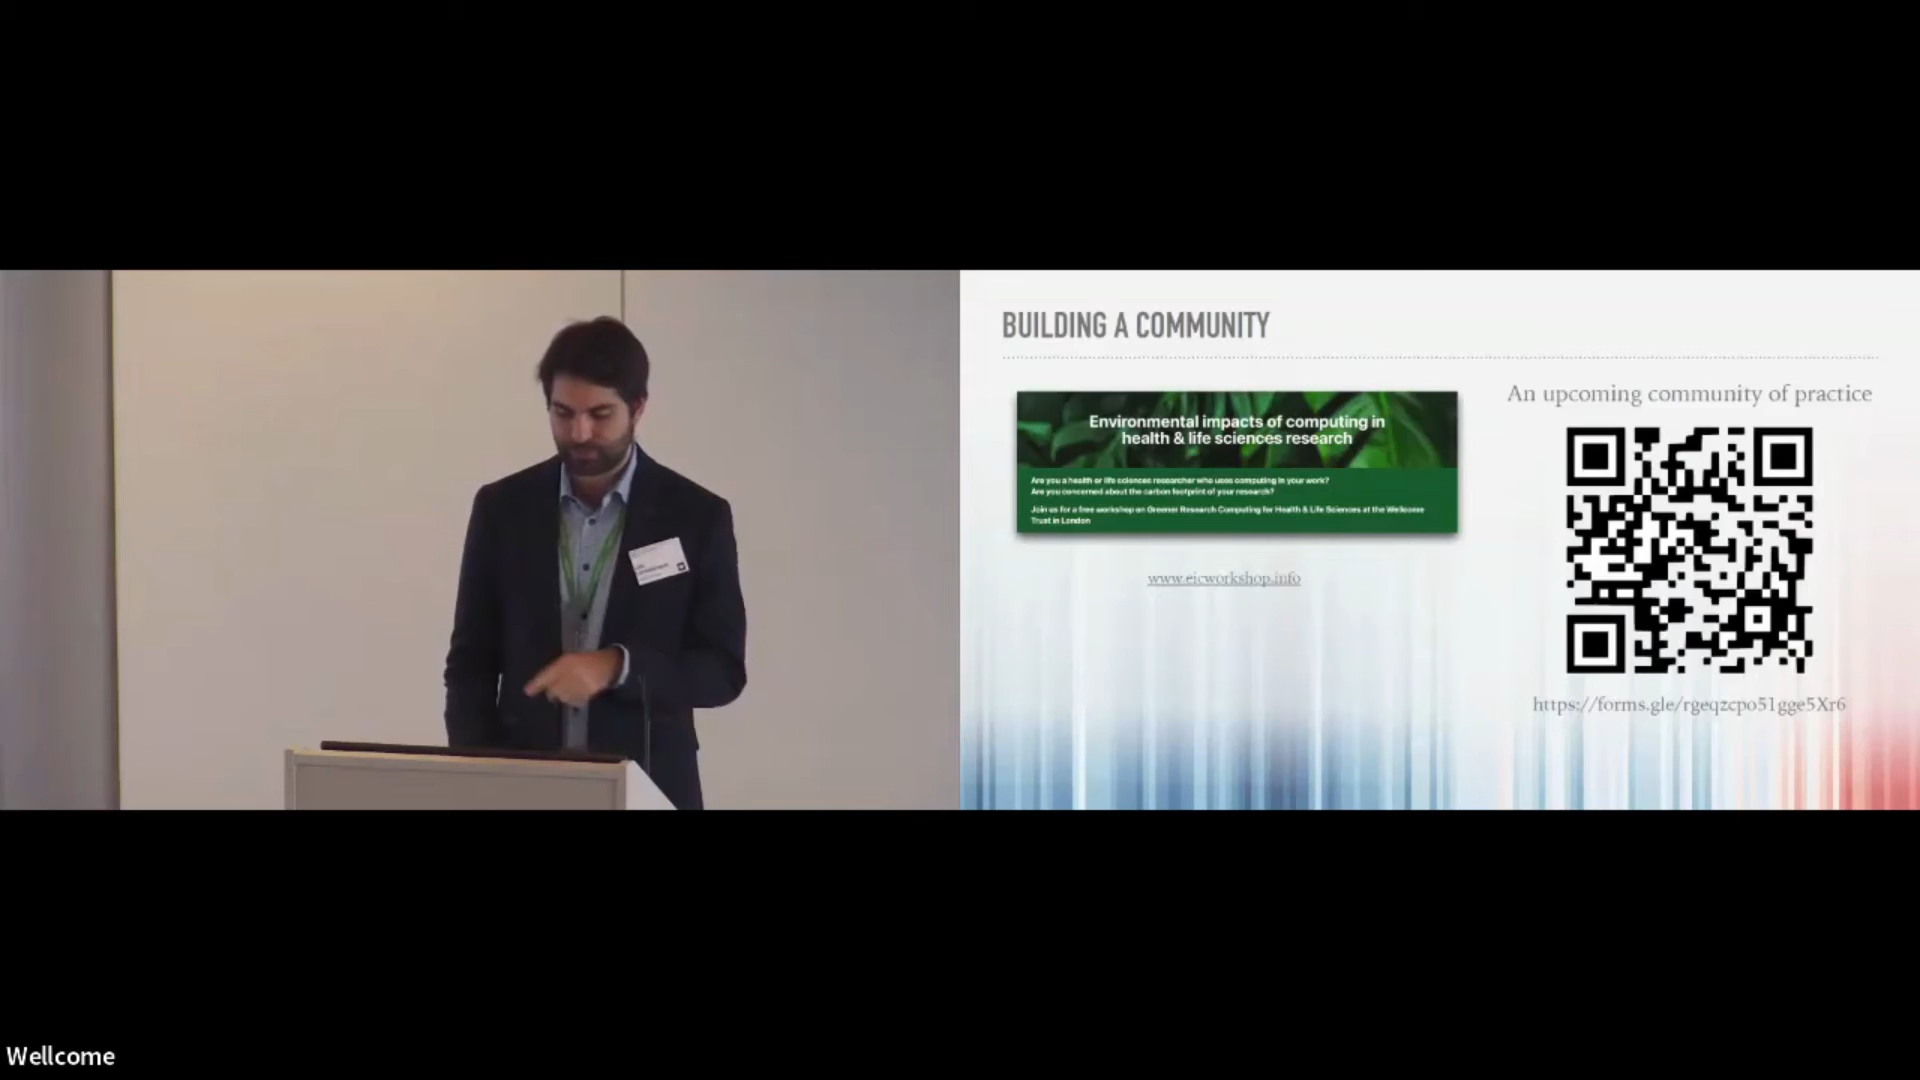 BUILDING A COMMUNITY
Environmental impacts of computing in
health & life sciences research
Are you a health or life sciences researcher who uses computing in your work?
Are you concerned about the carbon footprint of your research?
Join us for a free workshop on Greener Research Computing for Health & Life Sciences at the Wellcome
Trust in London
www.eicworkshop.info
An upcoming community of practice
https://forms.gle/rgeqzcpo51gge5Xr6
Wellcome